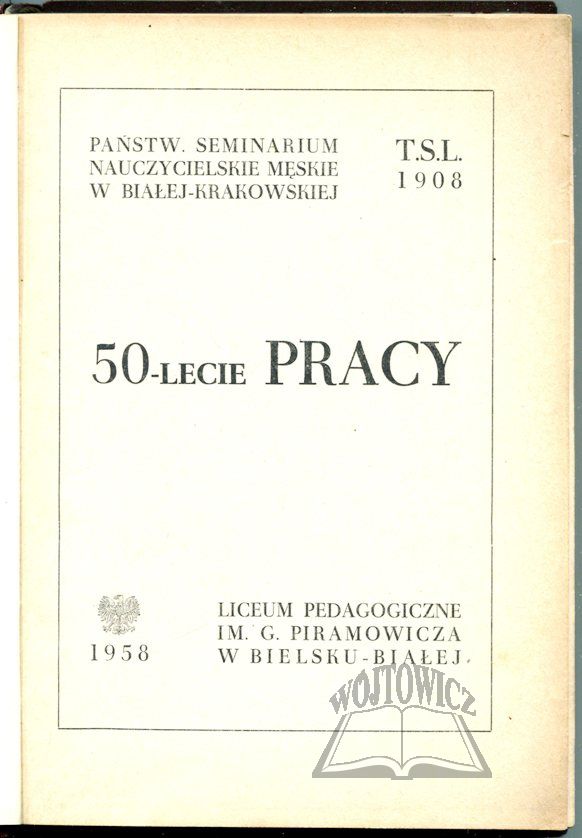 PAŃSTW. SEMINARIUM
NAUCZYCIELSKIE MĘSKIE
W BIAŁEJ-KRAKOWSKIEJ
T.S.L.
1908
50-LECIE PRACY
1958
LICEUM PEDAGOGICZNE
IM. G. PIRAMOWICZA
W BIELSKU-BIAŁEJ
WÓJTOWICZ